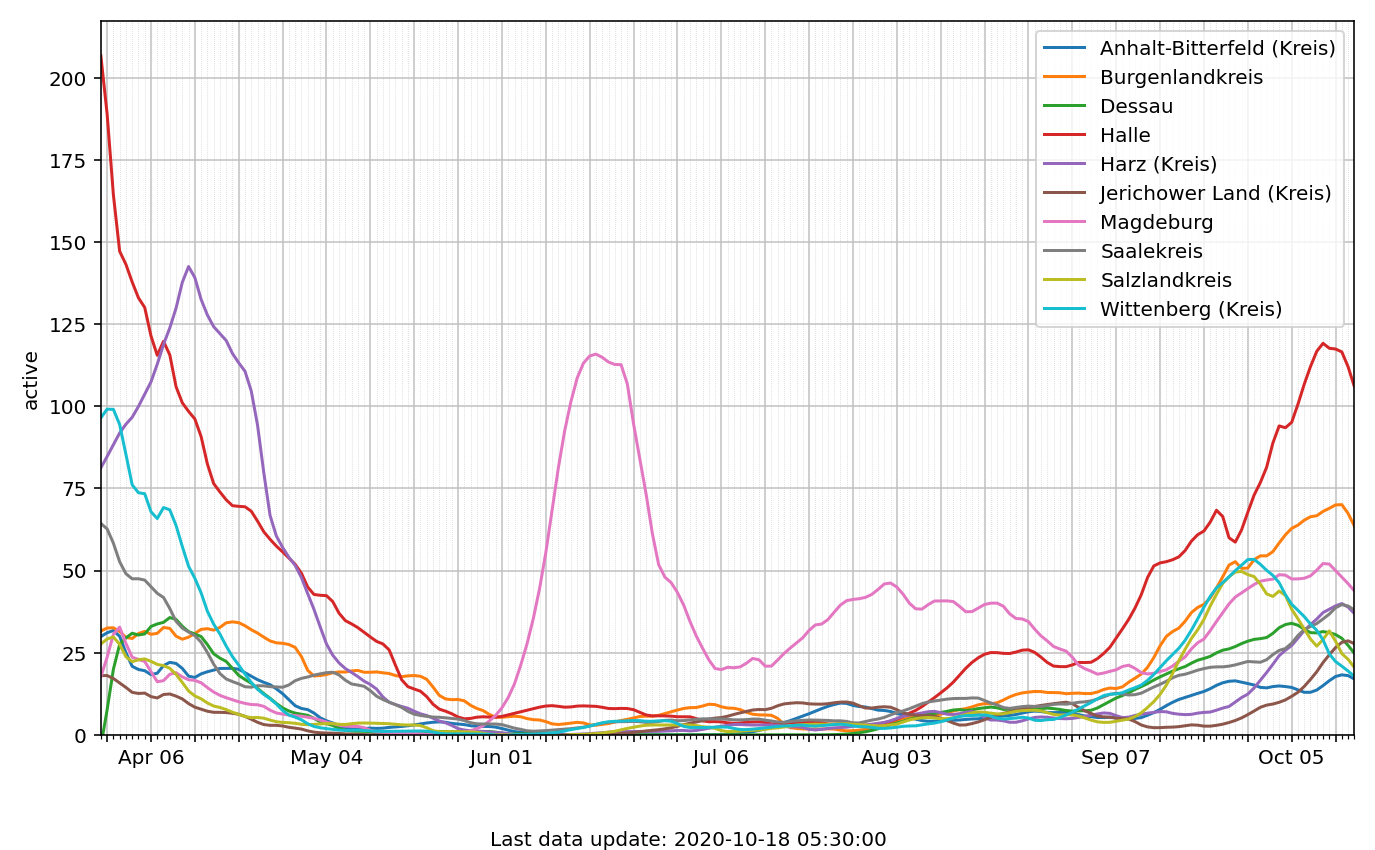 200
175
150
125
100
75
50
25
0
active
Apr 06
May 04
Jun 01
Jul 06
Aug 03
Sep 07
Oct 05
Anhalt-Bitterfeld (Kreis)
Burgenlandkreis
Dessau
Halle
Harz (Kreis)
Jerichower Land (Kreis)
Magdeburg
Saalekreis
Salzlandkreis
Wittenberg (Kreis)
Last data update: 2020-10-18 05:30:00